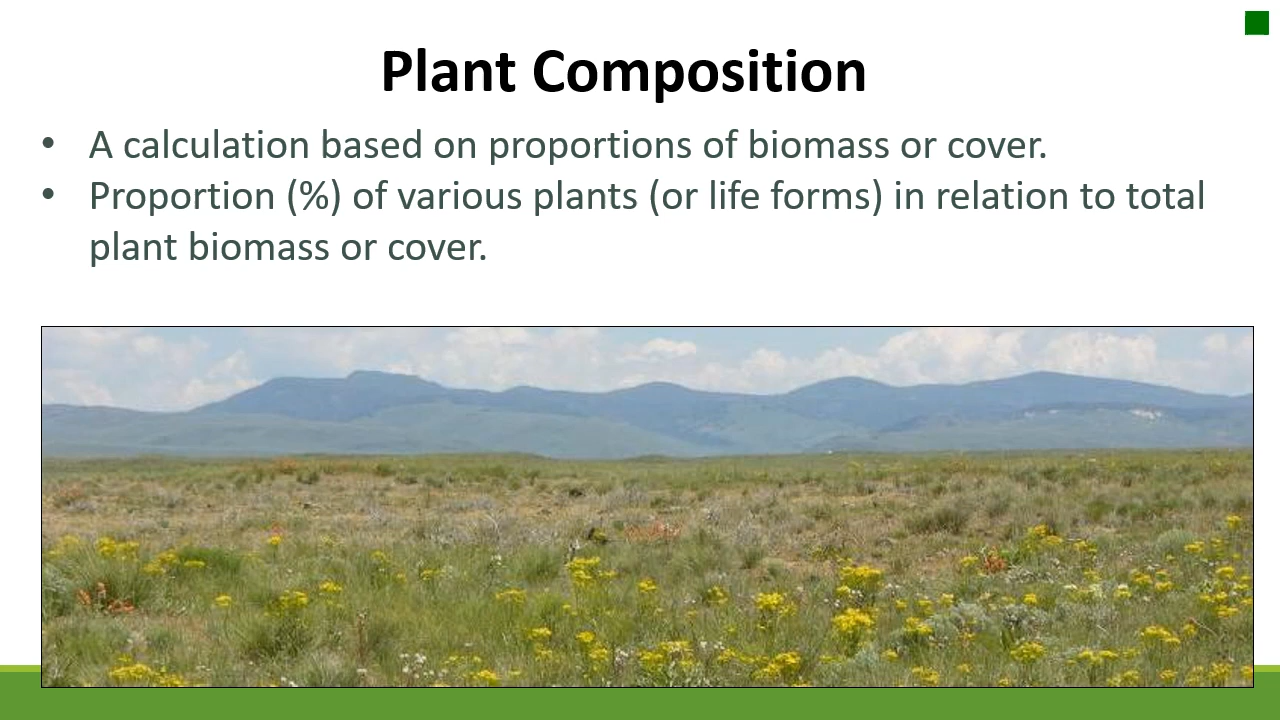 Plant Composition
• A calculation based on proportions of biomass or cover.
• Proportion (%) of various plants (or life forms) in relation to total
plant biomass or cover.